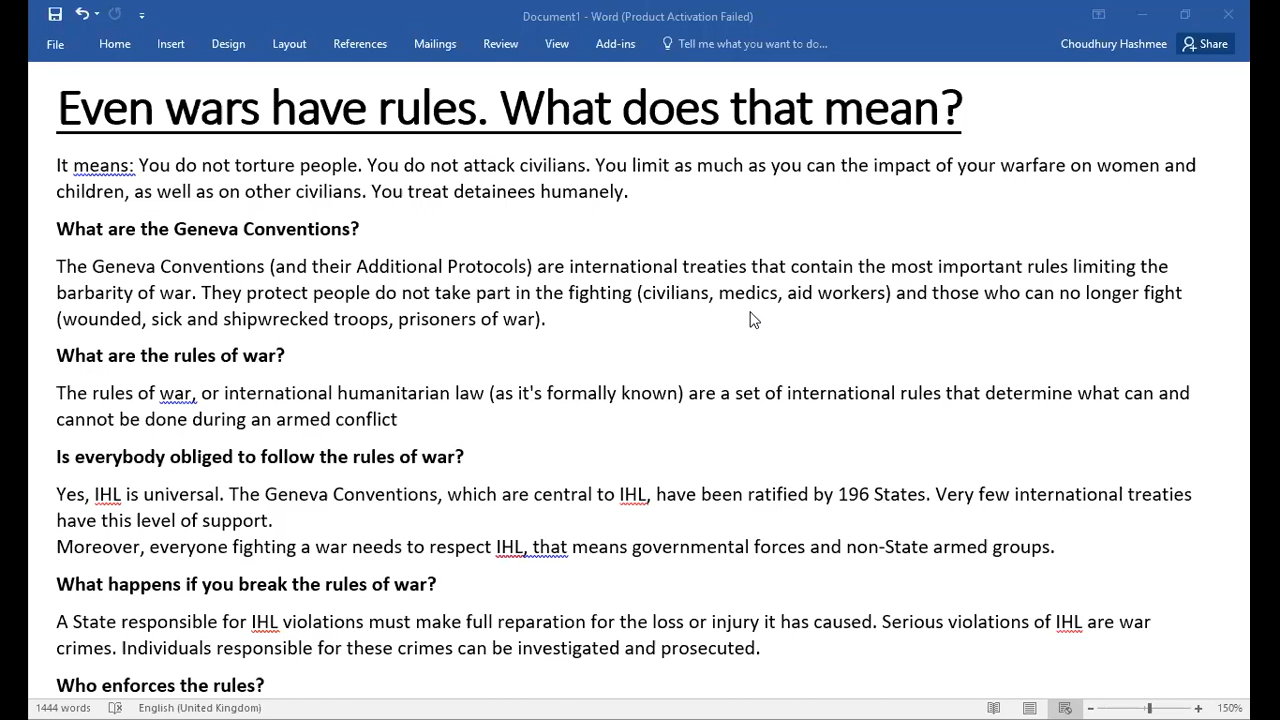 Document1 - Word (Product Activation Failed)
File Home Insert Design Layout References Mailings Review View Add-ins Tell me what you want to do... Choudhury Hashmee Share
Even wars have rules. What does that mean?
It means: You do not torture people. You do not attack civilians. You limit as much as you can the impact of your warfare on women and
children, as well as on other civilians. You treat detainees humanely.
What are the Geneva Conventions?
The Geneva Conventions (and their Additional Protocols) are international treaties that contain the most important rules limiting the
barbarity of war. They protect people do not take part in the fighting (civilians, medics, aid workers) and those who can no longer fight
(wounded, sick and shipwrecked troops, prisoners of war).
What are the rules of war?
The rules of war, or international humanitarian law (as it's formally known) are a set of international rules that determine what can and
cannot be done during an armed conflict
Is everybody obliged to follow the rules of war?
Yes, IHL is universal. The Geneva Conventions, which are central to IHL, have been ratified by 196 States. Very few international treaties
have this level of support.
Moreover, everyone fighting a war needs to respect IHL, that means governmental forces and non-State armed groups.
What happens if you break the rules of war?
A State responsible for IHL violations must make full reparation for the loss or injury it has caused. Serious violations of IHL are war
crimes. Individuals responsible for these crimes can be investigated and prosecuted.
Who enforces the rules?
1444 words English (United Kingdom) 150%